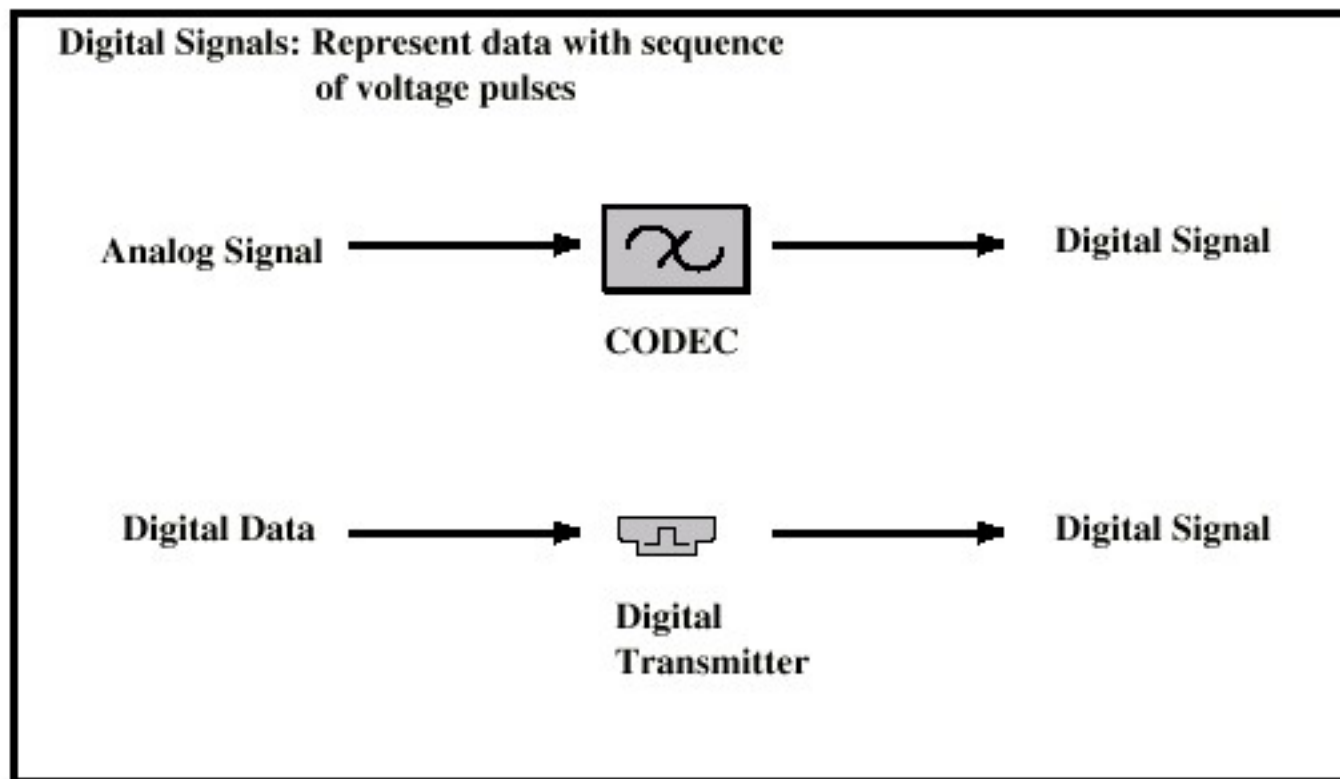 Digital Signals: Represent data with sequence
of voltage pulses
Analog Signal
Digital Signal
CODEC
Digital Data
Digital Signal
Digital
Transmitter